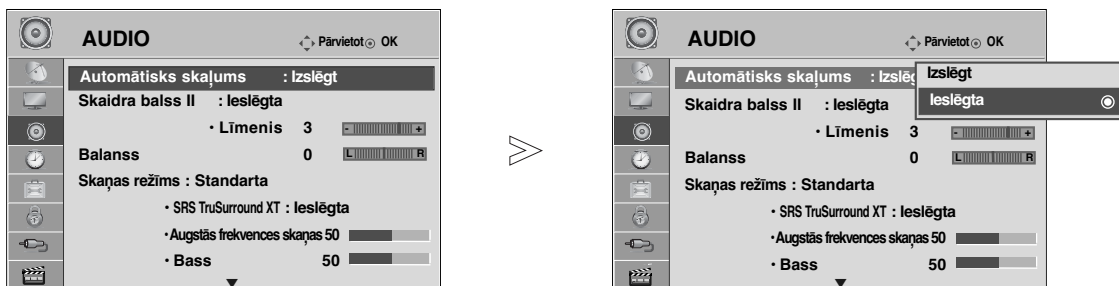 AUDIO Pārvietot OK
Automātisks skaļums : Izslēgt
Skaidra balss II : Ieslēgta
• Līmenis 3 - +
Balanss 0 L R
Skaņas režīms : Standarta
• SRS TruSurround XT : Ieslēgta
• Augstās frekvences skaņas 50
• Bass 50
AUDIO Pārvietot OK
Automātisks skaļums : Izslēg
Izslēgt
Ieslēgta
Skaidra balss II : Ieslēgta
• Līmenis 3 - +
Balanss 0 L R
Skaņas režīms : Standarta
• SRS TruSurround XT : Ieslēgta
• Augstās frekvences skaņas 50
• Bass 50